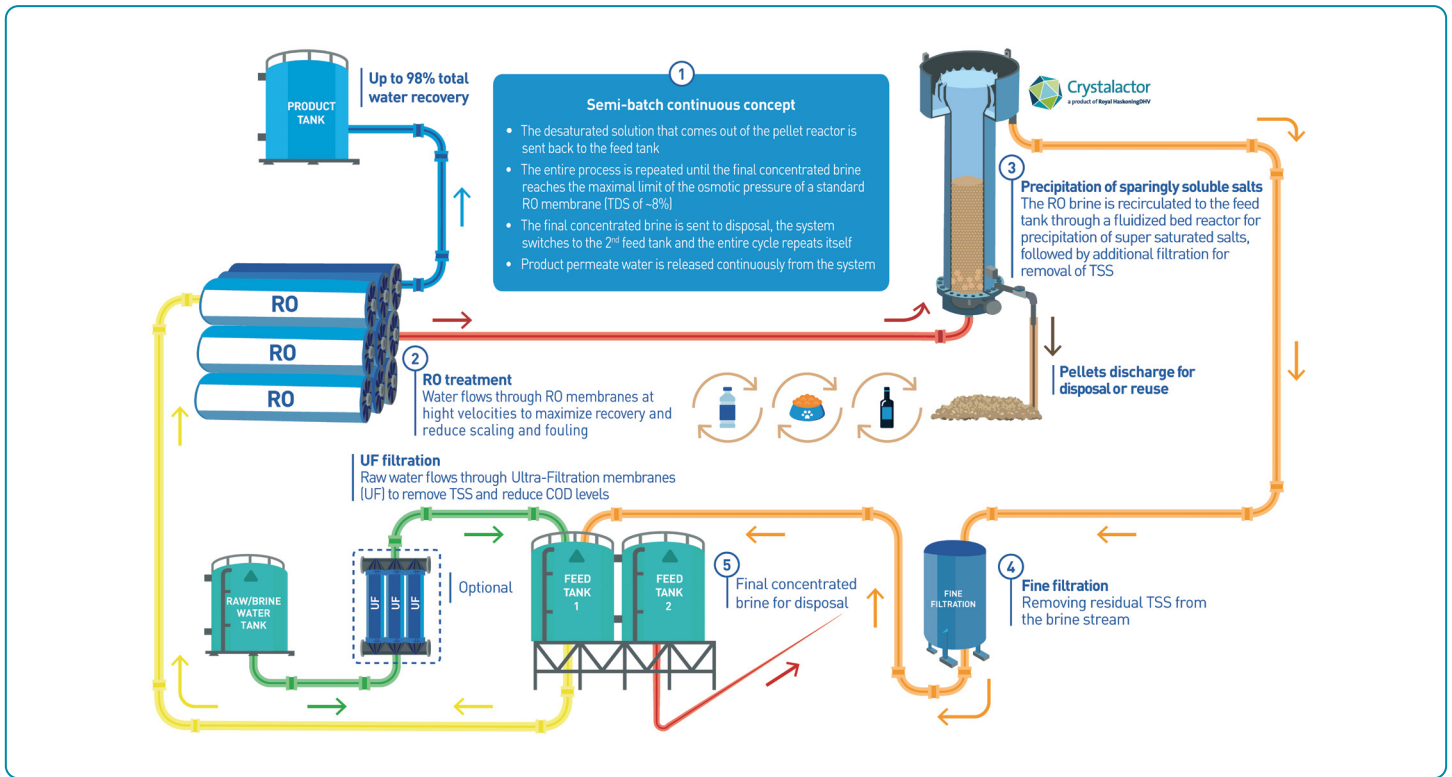 PRODUCT
TANK
Up to 98% total
water recovery
1
Semi-batch continuous concept
• The desaturated solution that comes out of the pellet reactor is
sent back to the feed tank
• The entire process is repeated until the final concentrated brine
reaches the maximal limit of the osmotic pressure of a standard
RO membrane (TDS of ~8%)
• The final concentrated brine is sent to disposal, the system
switches to the 2nd feed tank and the entire cycle repeats itself
• Product permeate water is released continuously from the system
Crystalactor
a product of Royal HaskoningDHV
3
Precipitation of sparingly soluble salts
The RO brine is recirculated to the feed
tank through a fluidized bed reactor for
precipitation of super saturated salts,
followed by additional filtration for
removal of TSS
RO
RO
RO
2
RO treatment
Water flows through RO membranes at
hight velocities to maximize recovery and
reduce scaling and fouling
Pellets discharge for
disposal or reuse
UF filtration
Raw water flows through Ultra-Filtration membranes
(UF) to remove TSS and reduce COD levels
RAW/BRINE
WATER
TANK
UF
UF
UF
Optional
FEED
TANK
1
FEED
TANK
2
5
Final concentrated
brine for disposal
FINE
FILTRATION
4
Fine filtration
Removing residual TSS from
the brine stream